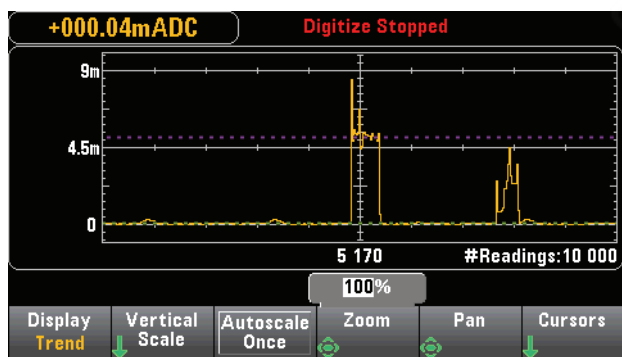 +000.04mADC
Digitize Stopped
9m
4.5m
0
5 170
#Readings:10 000
100%
Display
Trend
Vertical
Scale
Autoscale
Once
Zoom
Pan
Cursors